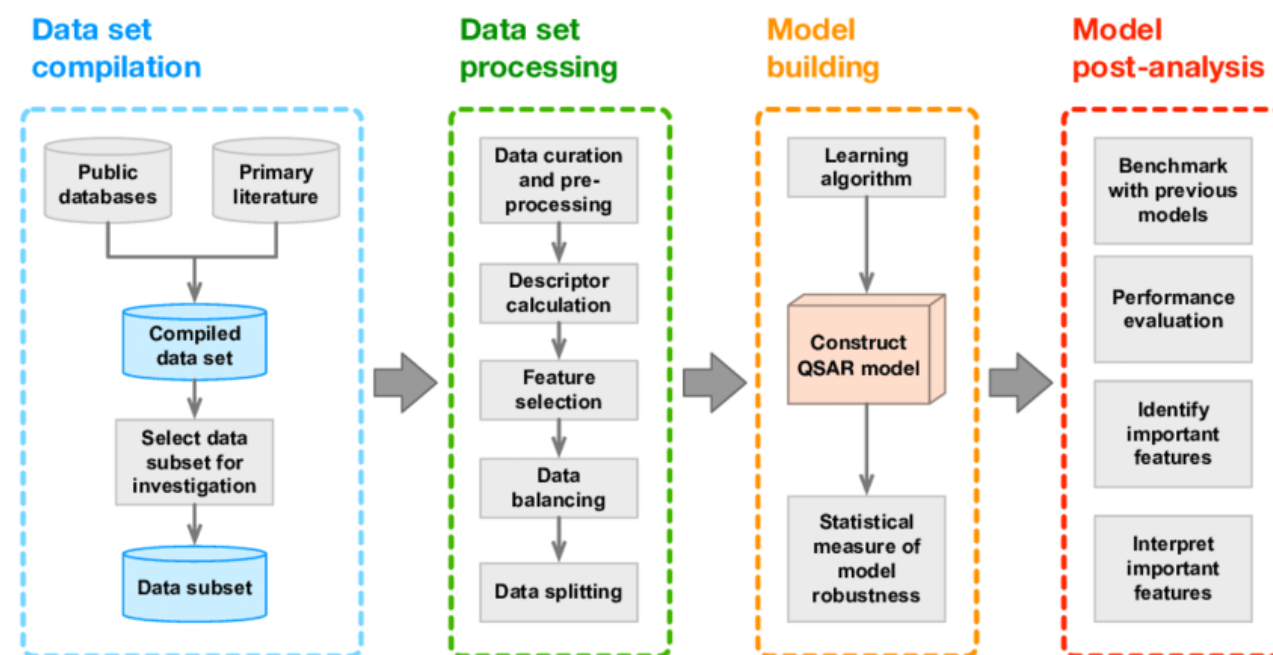 Data set
compilation
Public
databases
Primary
literature
Compiled
data set
Select data
subset for
investigation
Data subset
Data set
processing
Data curation
and pre-
processing
Descriptor
calculation
Feature
selection
Data
balancing
Data splitting
Model
building
Learning
algorithm
Construct
QSAR model
Statistical
measure of
model
robustness
Model
post-analysis
Benchmark
with previous
models
Performance
evaluation
Identify
important
features
Interpret
important
features